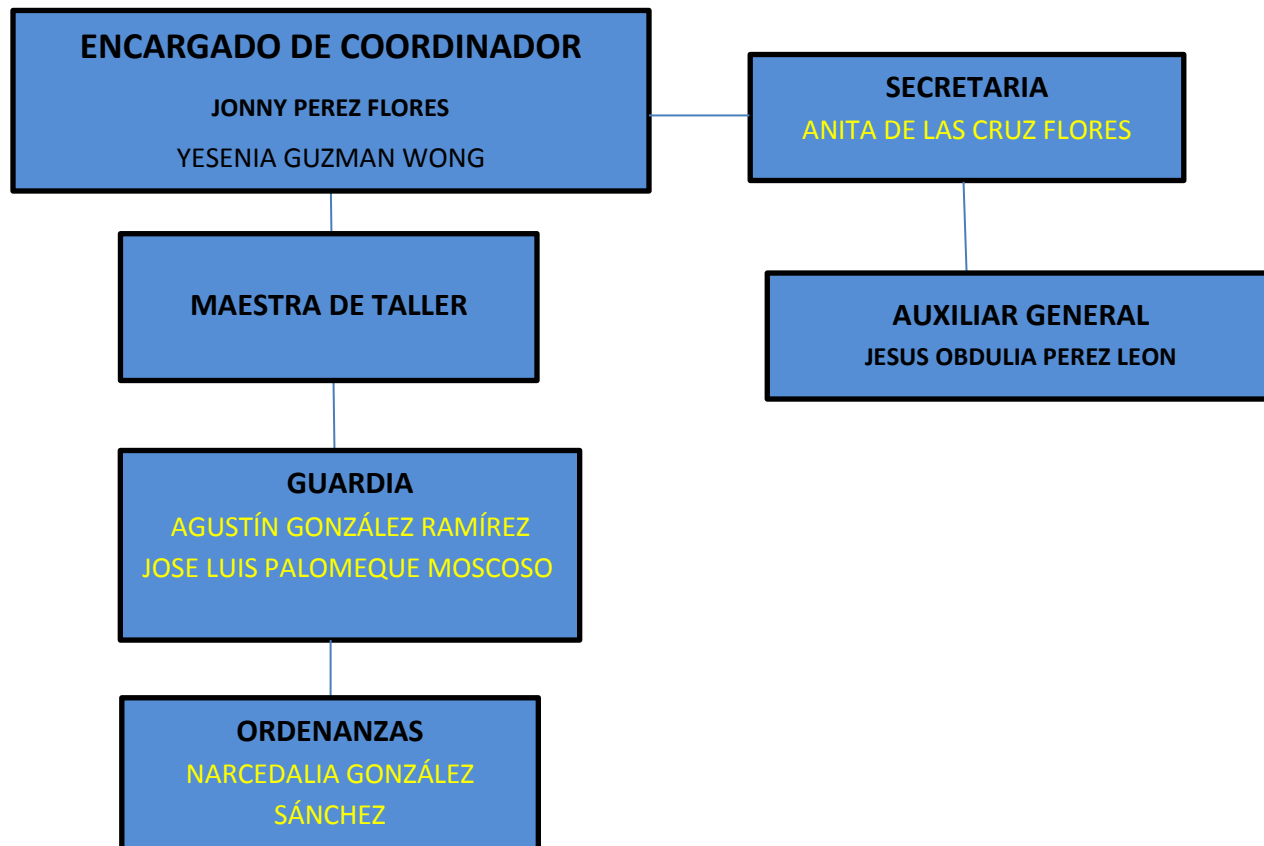 ENCARGADO DE COORDINADOR
JONNY PEREZ FLORES
YESENIA GUZMAN WONG
SECRETARIA
ANITA DE LAS CRUZ FLORES
MAESTRA DE TALLER
AUXILIAR GENERAL
JESUS OBDULIA PEREZ LEON
GUARDIA
AGUSTÍN GONZÁLEZ RAMÍREZ
JOSE LUIS PALOMEQUE MOSCOSO
ORDENANZAS
NARCEDALIA GONZÁLEZ
SÁNCHEZ